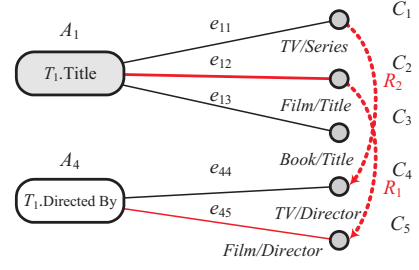 A1
e11
C1
TV/Series
T1.Title
e12
C2
R2
Film/Title
e13
C3
Book/Title
A4
e44
C4
R1
T1.Directed By
TV/Director
e45
C5
Film/Director